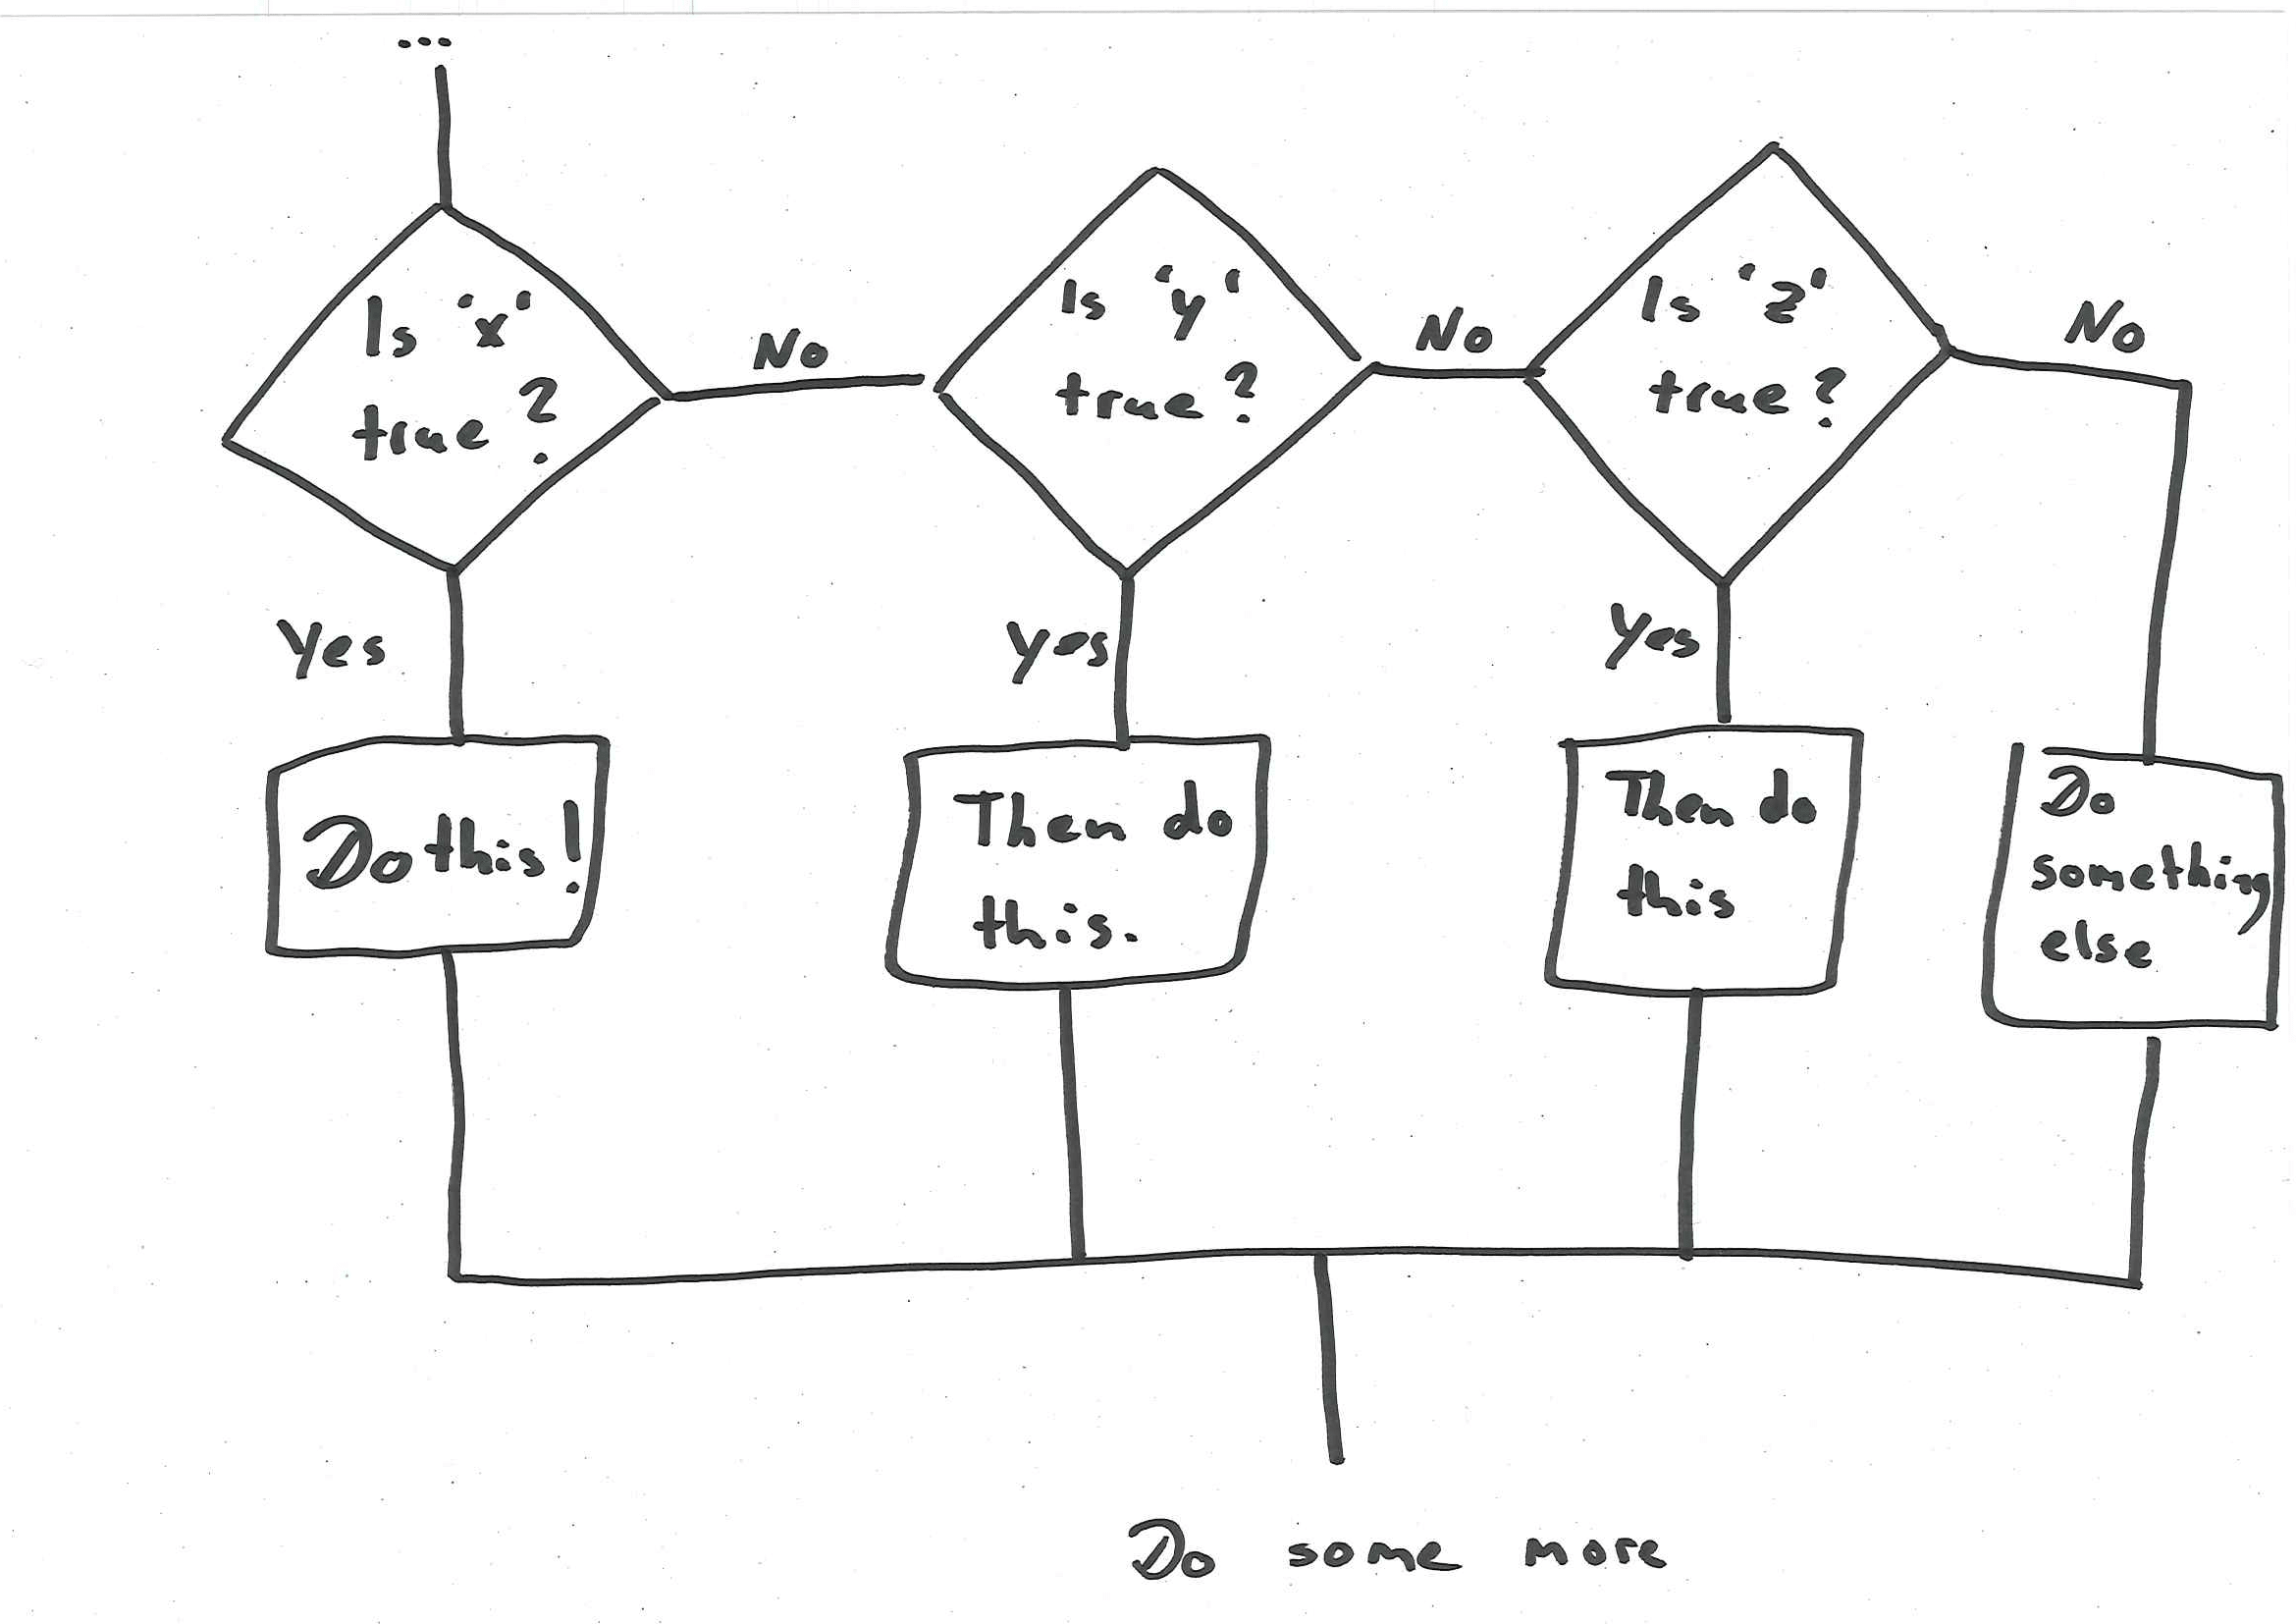 ...
Is 'x'
true?
No
Is 'y'
true?
No
Is 'z'
true?
No
Yes
Yes
Yes
Do this!
Then do
this.
Then do
this
Do
something
else
Do some more